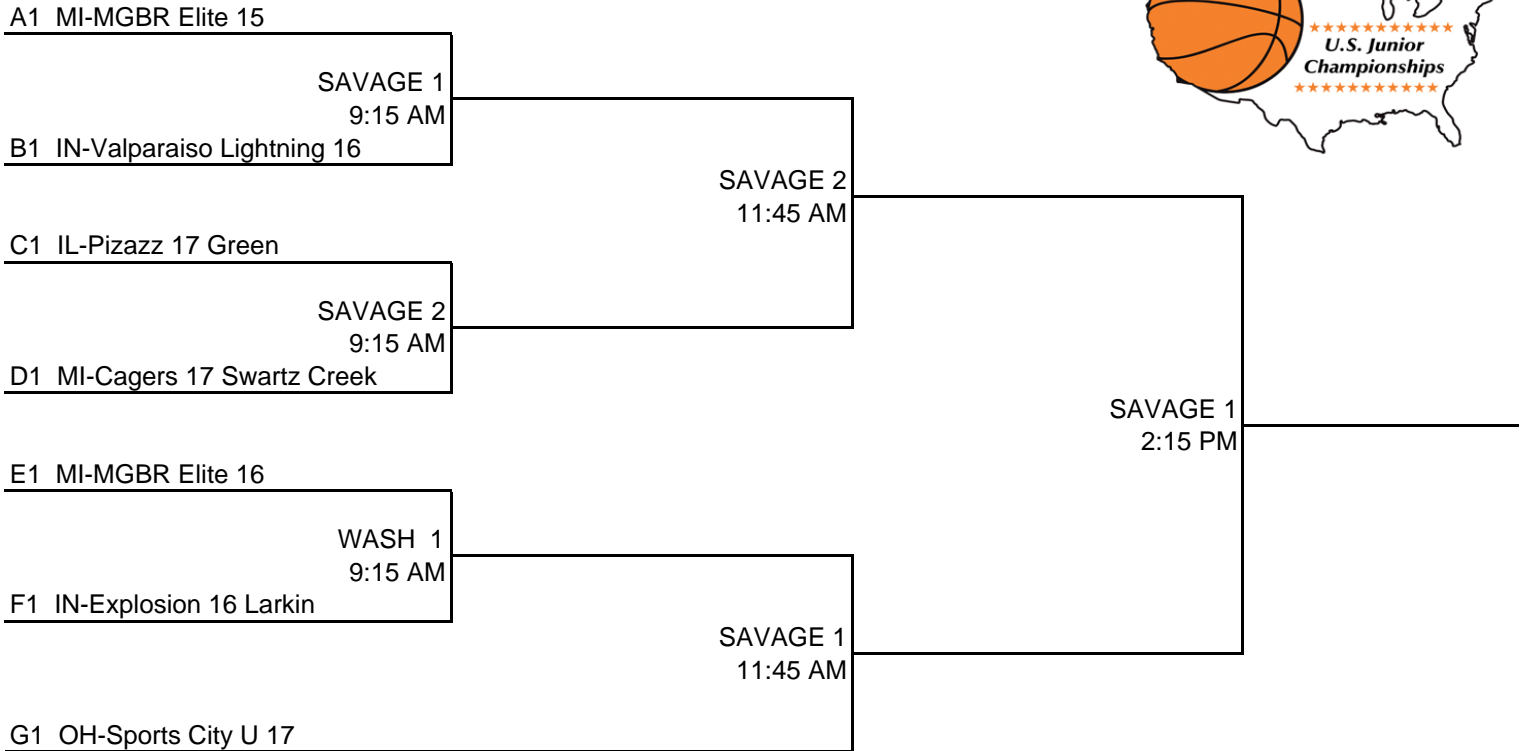 A1 MI-MGBR Elite 15
SAVAGE 1
9:15 AM
B1 IN-Valparaiso Lightning 16
SAVAGE 2
11:45 AM
C1 IL-Pizazz 17 Green
SAVAGE 2
9:15 AM
D1 MI-Cagers 17 Swartz Creek
SAVAGE 1
2:15 PM
E1 MI-MGBR Elite 16
WASH 1
9:15 AM
F1 IN-Explosion 16 Larkin
SAVAGE 1
11:45 AM
G1 OH-Sports City U 17
U.S. Junior
Championships